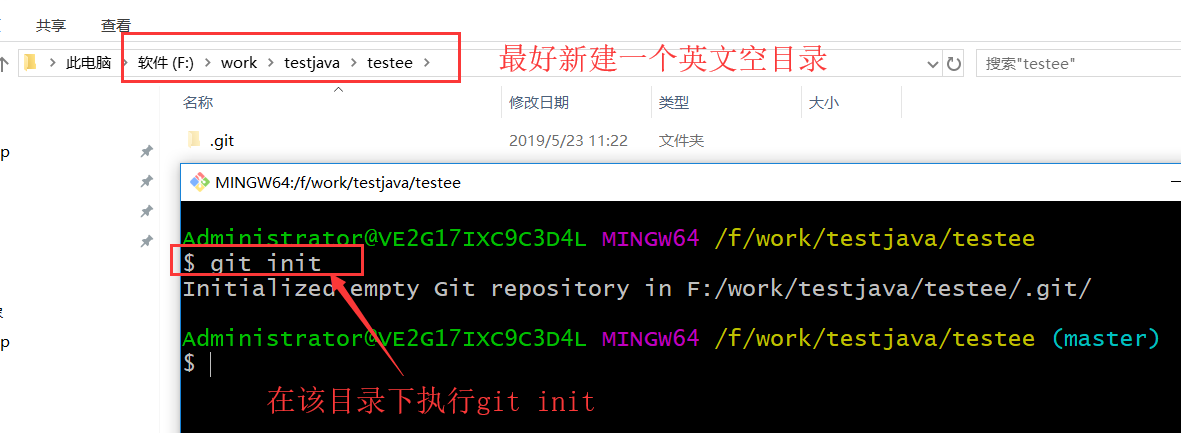 共享 查看
此电脑 软件 (F:) work testjava testee 最好新建一个英文空目录 搜索"testee"
名称 修改日期 类型 大小
.git 2019/5/23 11:22 文件夹
p
MINGW64:/f/work/testjava/testee
Administrator@VE2G17IXC9C3D4L MINGW64 /f/work/testjava/testee
$ git init
Initialized empty Git repository in F:/work/testjava/testee/.git/
Administrator@VE2G17IXC9C3D4L MINGW64 /f/work/testjava/testee (master)
p
$
在该目录下执行git init